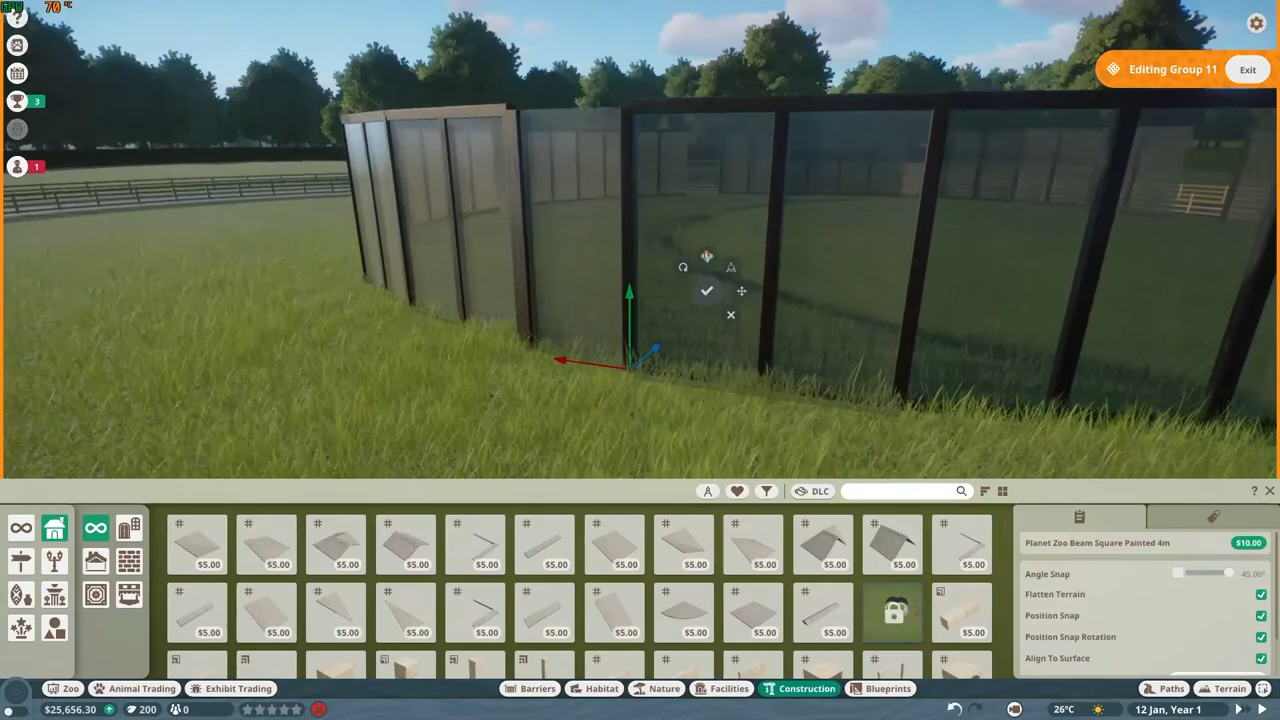 GPU 70 °C
?
Editing Group 11 Exit
3
1
DLC
? ×
$5.00 $5.00 $5.00 $5.00 $5.00 $5.00 $5.00 $5.00 $5.00 $5.00 $5.00 $5.00
$5.00 $5.00 $5.00 $5.00 $5.00 $5.00 $5.00 $5.00 $5.00 $5.00 $5.00
Planet Zoo Beam Square Painted 4m $10.00
Angle Snap 45.00°
Flatten Terrain
Position Snap
Position Snap Rotation
Align To Surface
Zoo Animal Trading Exhibit Trading Barriers Habitat Nature Facilities Construction Blueprints Paths Terrain
$25,656.30 200 0 26°C 12 Jan, Year 1